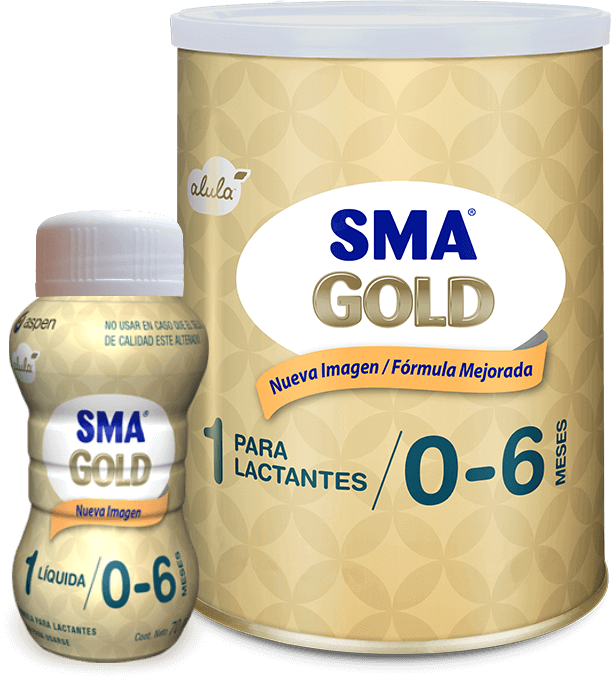 alula
SMA®
GOLD
Nueva Imagen / Fórmula Mejorada
1 PARA
LACTANTES / 0-6
MESES
aspen
NO USAR EN CASO QUE EL
DE CALIDAD ESTE ALTERADO
alula
SMA®
GOLD
Nueva Imagen
1 LÍQUIDA / 0-6
MESES
PARA LACTANTES
Cont. Neto